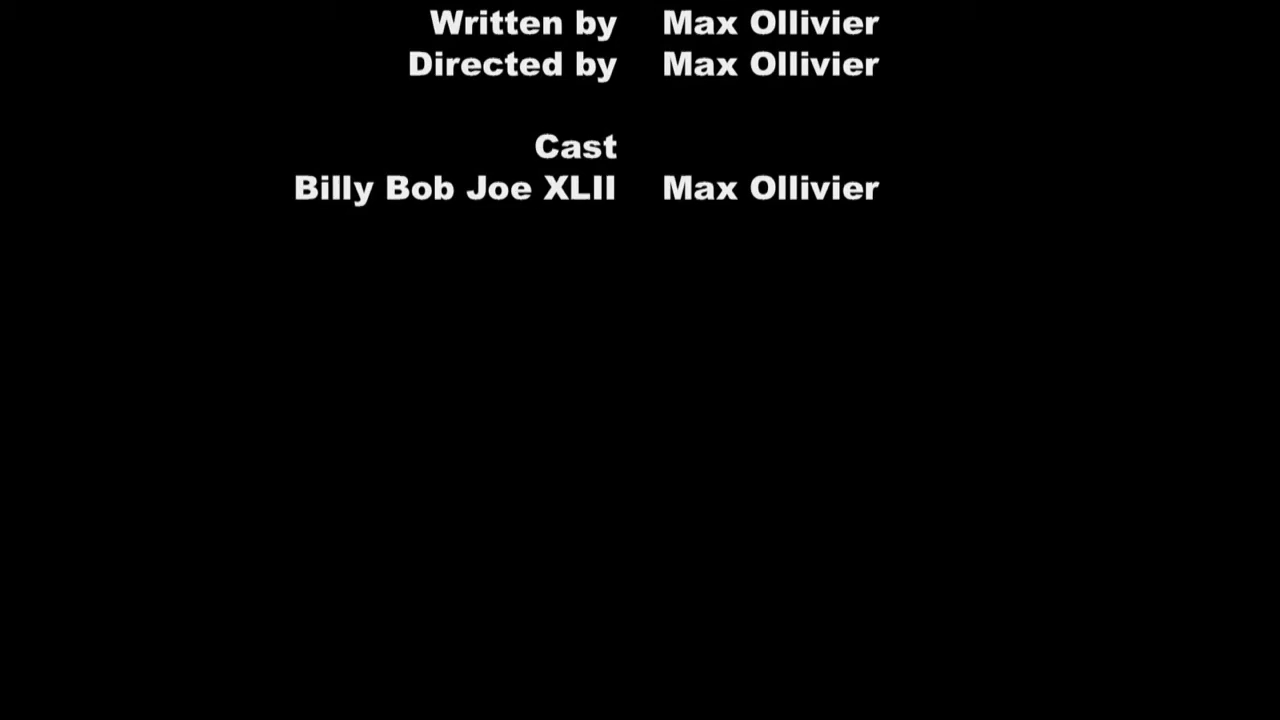 Written by Max Ollivier
Directed by Max Ollivier
Cast
Billy Bob Joe XLII Max Ollivier